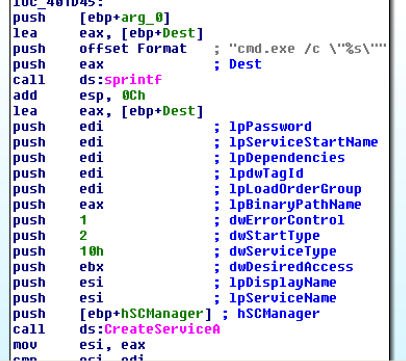 loc_401D45:
push [ebp+arg_0]
lea eax, [ebp+Dest]
push offset Format ; "cmd.exe /c \"%s\""
push eax ; Dest
call ds:sprintf
add esp, 0Ch
lea eax, [ebp+Dest]
push edi ; lpPassword
push edi ; lpServiceStartName
push edi ; lpDependencies
push edi ; lpdwTagId
push edi ; lpLoadOrderGroup
push eax ; lpBinaryPathName
push 1 ; dwErrorControl
push 2 ; dwStartType
push 10h ; dwServiceType
push ebx ; dwDesiredAccess
push esi ; lpDisplayName
push esi ; lpServiceName
push [ebp+hSCManager] ; hSCManager
call ds:CreateServiceA
mov esi, eax
cmp esi, edi